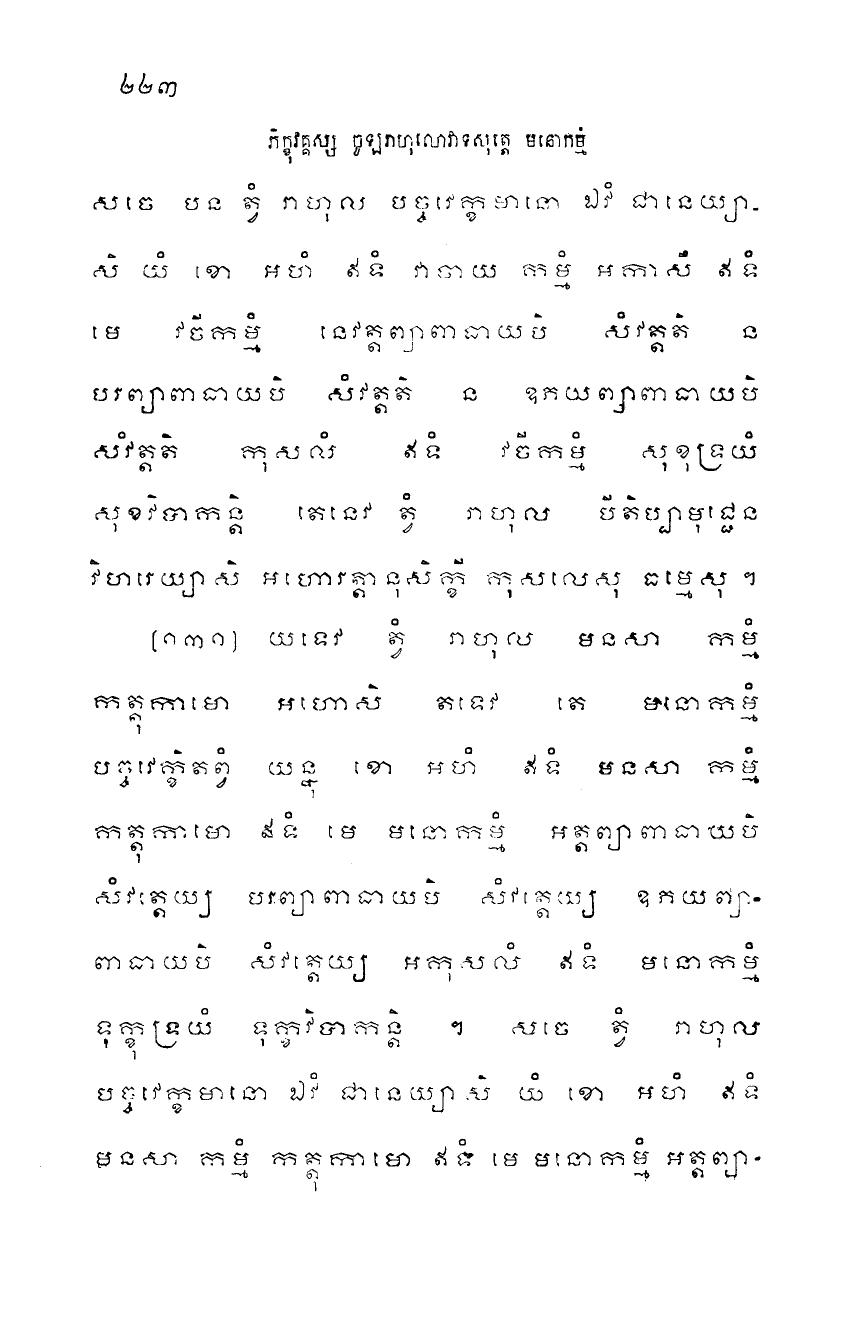 ២២៣
ភិក្ខុវគ្គស្ស ចូឡរាហុលោវាទសុត្តេ មនោកម្មំ
សចេ បន ត្វំ រាហុល បច្ចវេក្ខមានោ ឯវំ ជានេយ្យា-
សិ យំ ខោ អហំ ឥទំ វាចាយ កម្មំ អកាសឹ ឥទំ
មេ វចីកម្មំ នេវត្តព្យាពាធាយបិ សំវត្តតិ ន
បរព្យាពាធាយបិ សំវត្តតិ ន ឧភយព្យាពាធាយបិ
សំវត្តតិ កុសលំ ឥទំ វចីកម្មំ សុខុទ្រយំ
សុខវិបាកន្តិ តេនេវ ត្វំ រាហុល បីតិប្បាមុជ្ជេន
វិហរេយ្យាសិ អហោរត្តានុសិក្ខី កុសលេសុ ធម្មេសុ ។
[១៣១] យទេវ ត្វំ រាហុល មនសា កម្មំ
កត្តុកាមោ អហោសិ តទេវ តេ មនោកម្មំ
បច្ចវេក្ខិតព្វំ យន្នុ ខោ អហំ ឥទំ មនសា កម្មំ
កត្តុកាមោ ឥទំ មេ មនោកម្មំ អត្តព្យាពាធាយបិ
សំវត្តេយ្យ បរព្យាពាធាយបិ សំវត្តេយ្យ ឧភយព្យា-
ពាធាយបិ សំវត្តេយ្យ អកុសលំ ឥទំ មនោកម្មំ
ទុក្ខុទ្រយំ ទុក្ខវិបាកន្តិ ។ សចេ ត្វំ រាហុល
បច្ចវេក្ខមានោ ឯវំ ជានេយ្យាសិ យំ ខោ អហំ ឥទំ
មនសា កម្មំ កត្តុកាមោ ឥទំ មេ មនោកម្មំ អត្តព្យា-